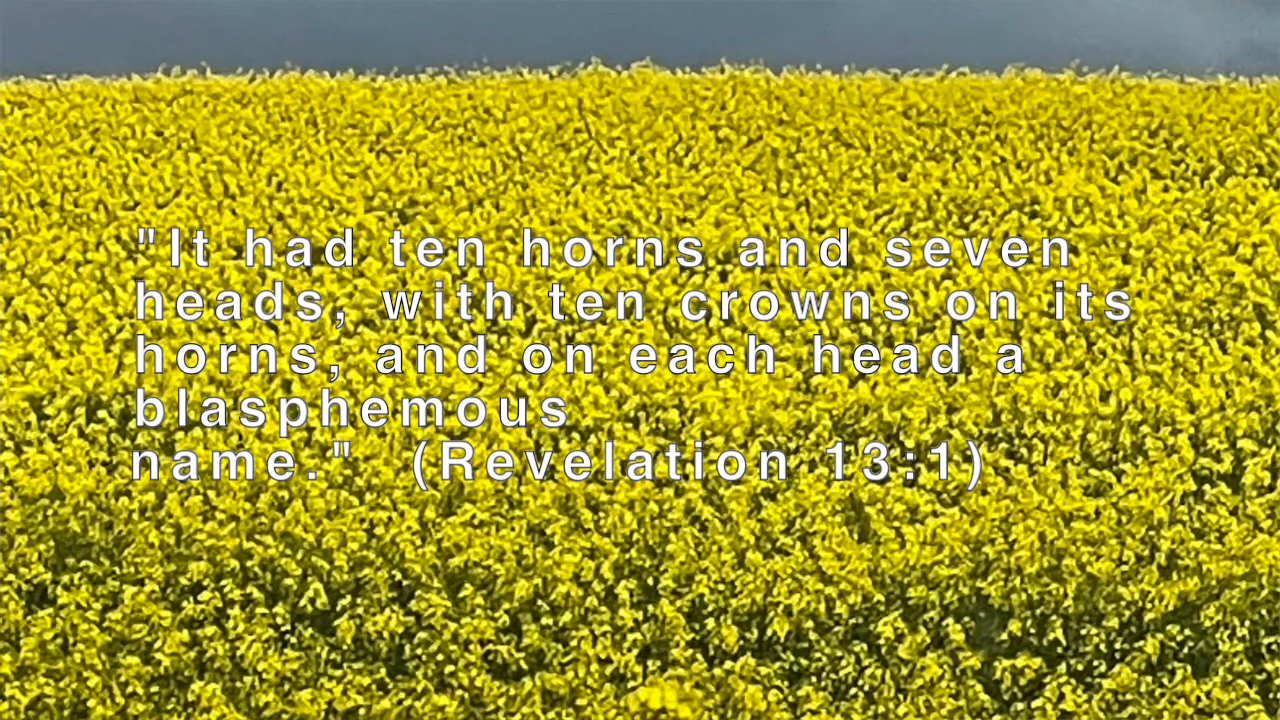 "It had ten horns and seven
heads, with ten crowns on its
horns, and on each head a
blasphemous
name."  (Revelation 13:1)